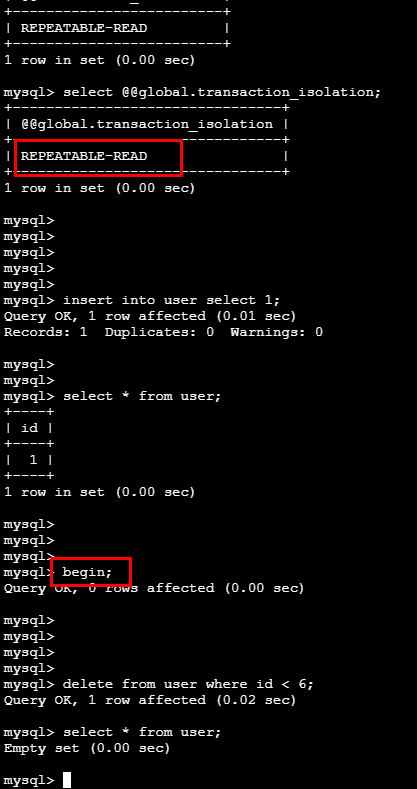 +--------------------------+
| REPEATABLE-READ          |
+--------------------------+
1 row in set (0.00 sec)
mysql> select @@global.transaction_isolation;
+--------------------------------+
| @@global.transaction_isolation |
+--------------------------------+
| REPEATABLE-READ                |
+--------------------------------+
1 row in set (0.00 sec)
mysql>
mysql>
mysql>
mysql>
mysql>
mysql> insert into user select 1;
Query OK, 1 row affected (0.01 sec)
Records: 1  Duplicates: 0  Warnings: 0
mysql>
mysql>
mysql> select * from user;
+----+
| id |
+----+
|  1 |
+----+
1 row in set (0.00 sec)
mysql>
mysql>
mysql>
mysql> begin;
Query OK, 0 rows affected (0.00 sec)
mysql>
mysql>
mysql>
mysql>
mysql> delete from user where id < 6;
Query OK, 1 row affected (0.02 sec)
mysql> select * from user;
Empty set (0.00 sec)
mysql>